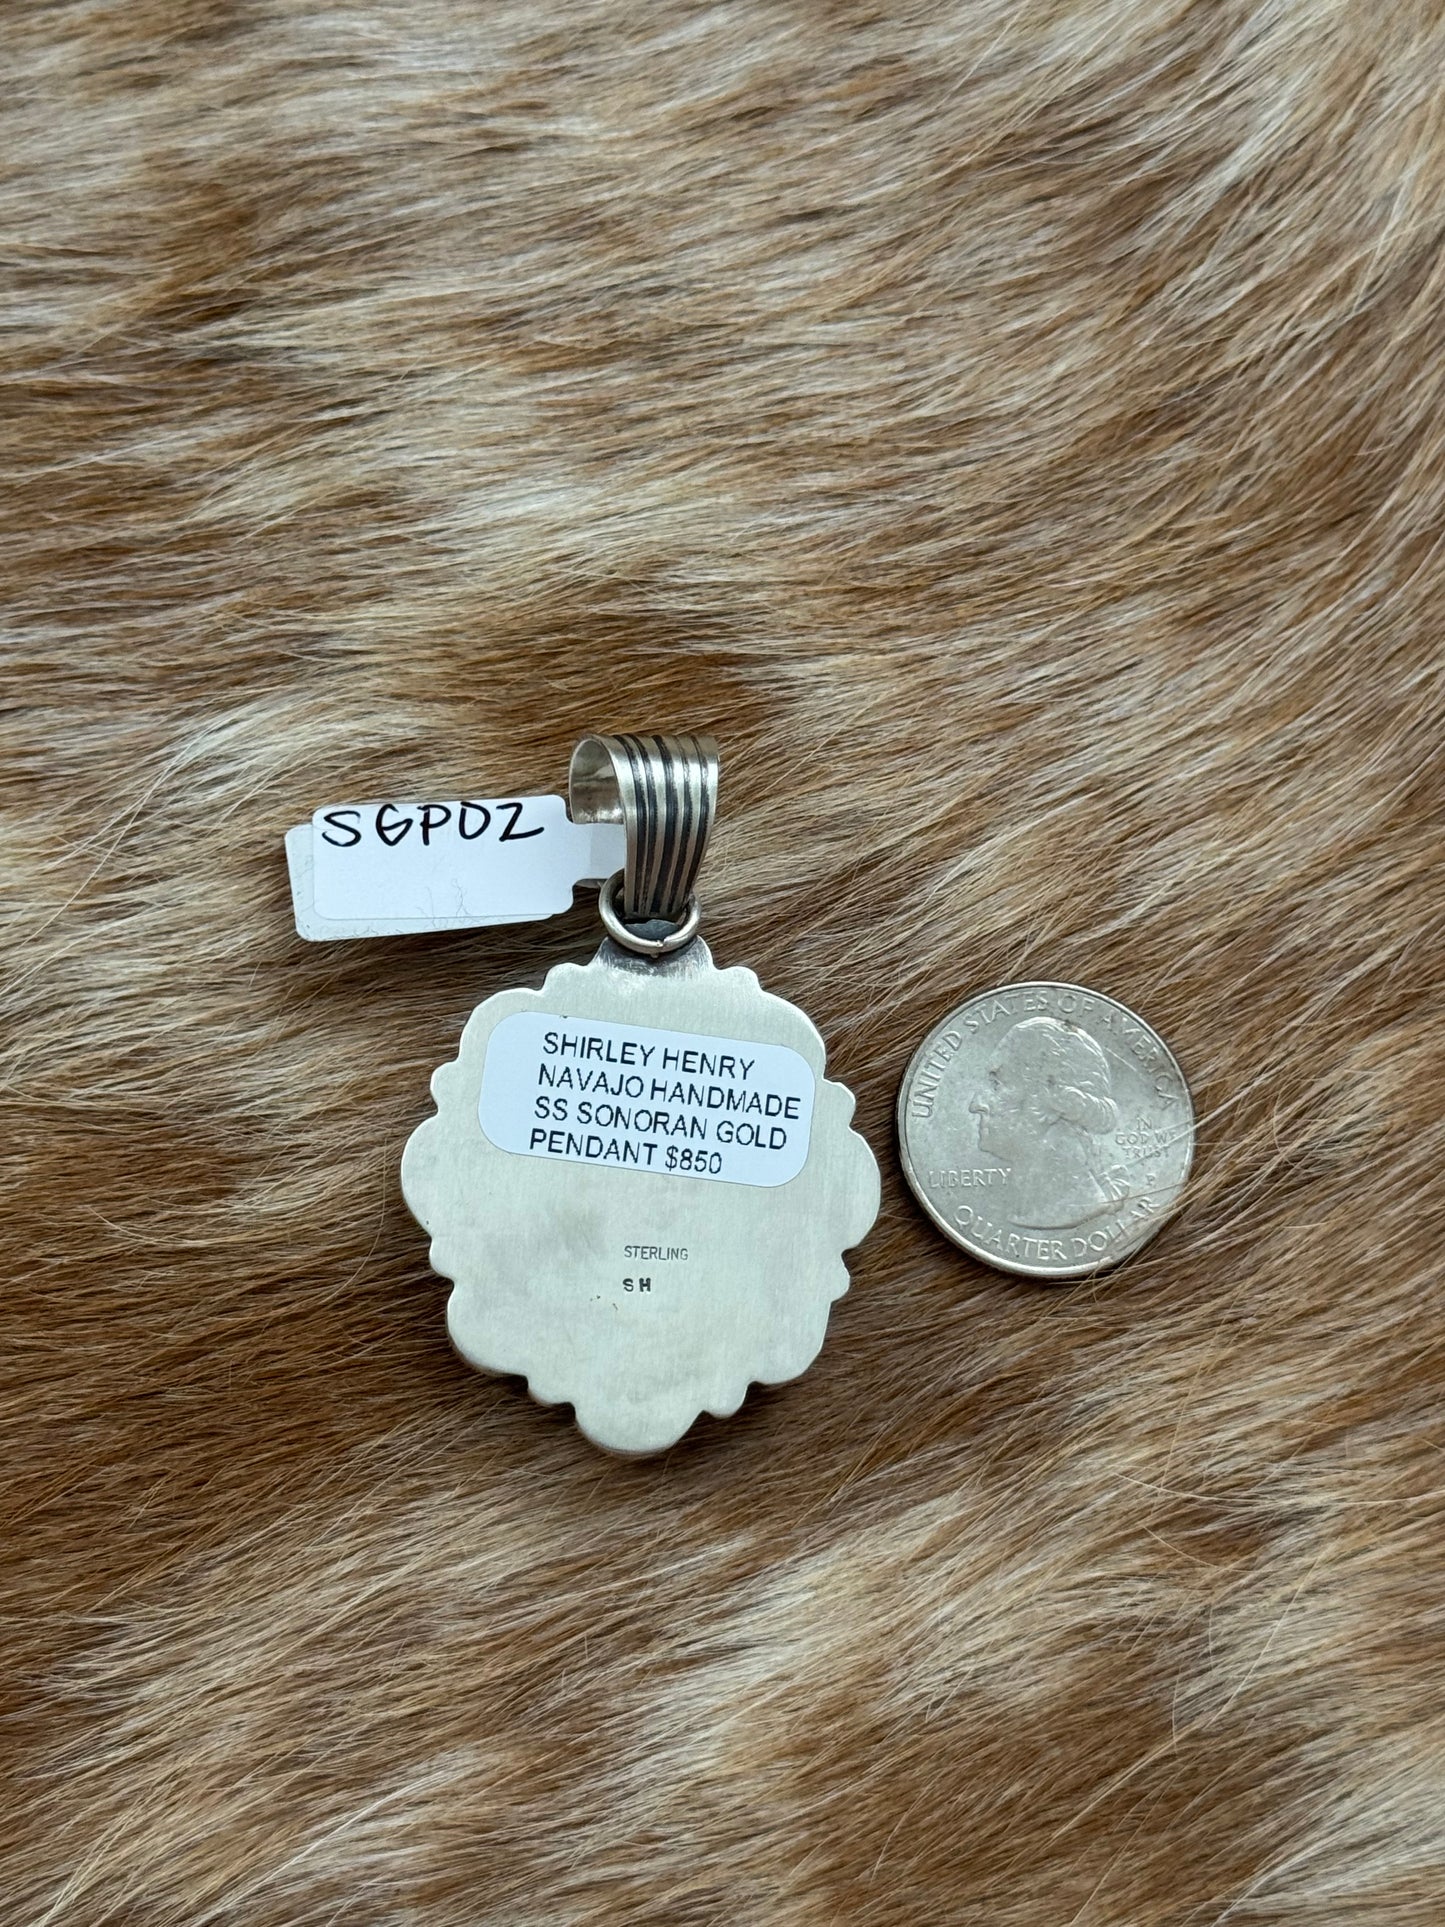 SGPDZ
SHIRLEY HENRY
NAVAJO HANDMADE
SS SONORAN GOLD
PENDANT $850
STERLING
SH
UNITED STATES OF AMERICA
IN
GOD WE
TRUST
LIBERTY
P
QUARTER DOLLAR